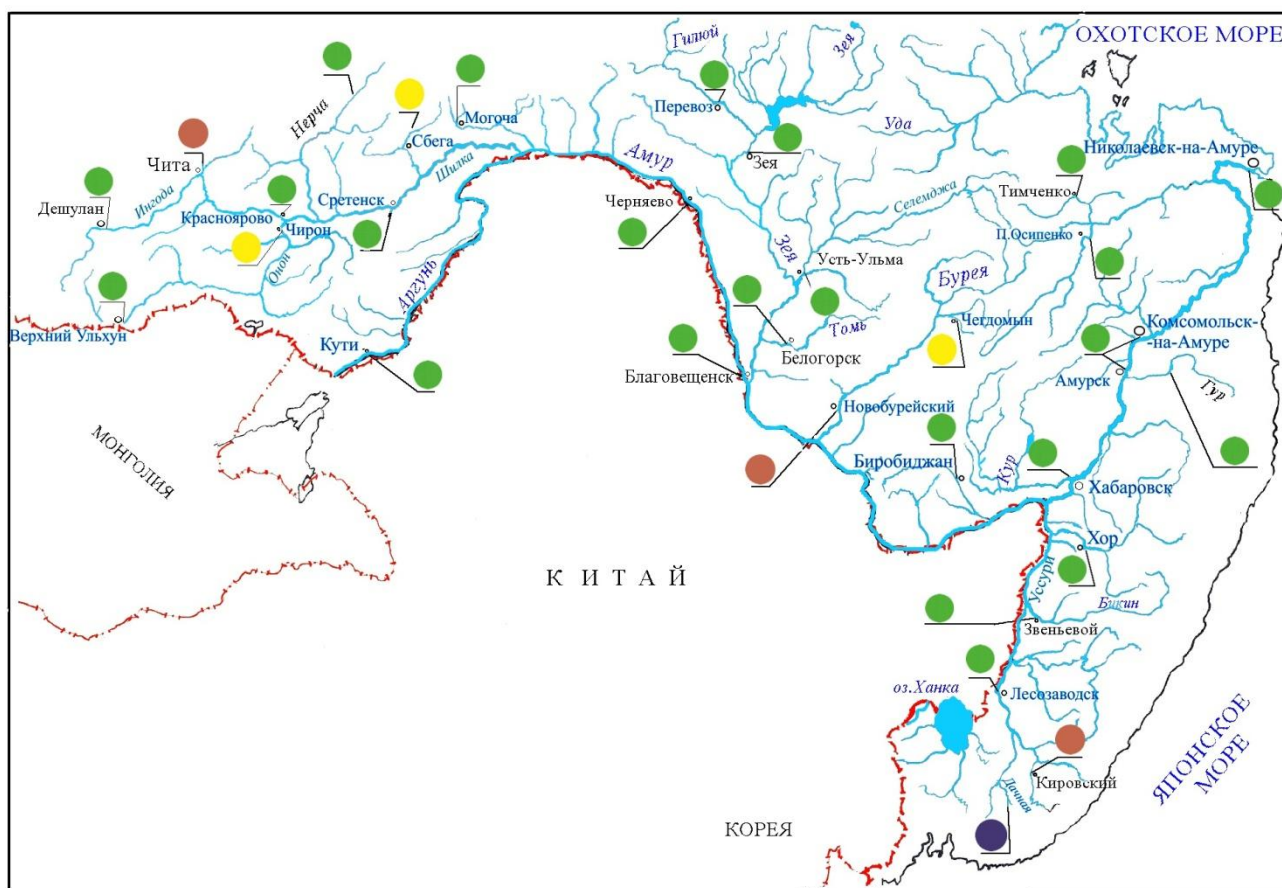 ОХОТСКОЕ МОРЕ
Гилюй
Зея
Нерча
Перевоз
Могоча
Сбега
Уда
Чита
Амур
Зея
Николаевск-на-Амуре
Шилка
Тимченко
Ингода
Селемджа
Дешулан
Сретенск
Черняево
Красноярово
Чирон
П.Осипенко
Зея
Усть-Ульма
Онон
Бурея
Аргунь
Томь
Чегдомын
Комсомольск-
-на-Амуре
Верхний Ульхун
Кути
Белогорск
Благовещенск
Амурск
Гур
Новобурейский
МОНГОЛИЯ
Биробиджан
Кур
Хабаровск
Хор
КИТАЙ
Уссури
Бикин
Звеньевой
оз.Ханка
Лесозаводск
ЯПОНСКОЕ
МОРЕ
Кировский
Дачная
КОРЕЯ